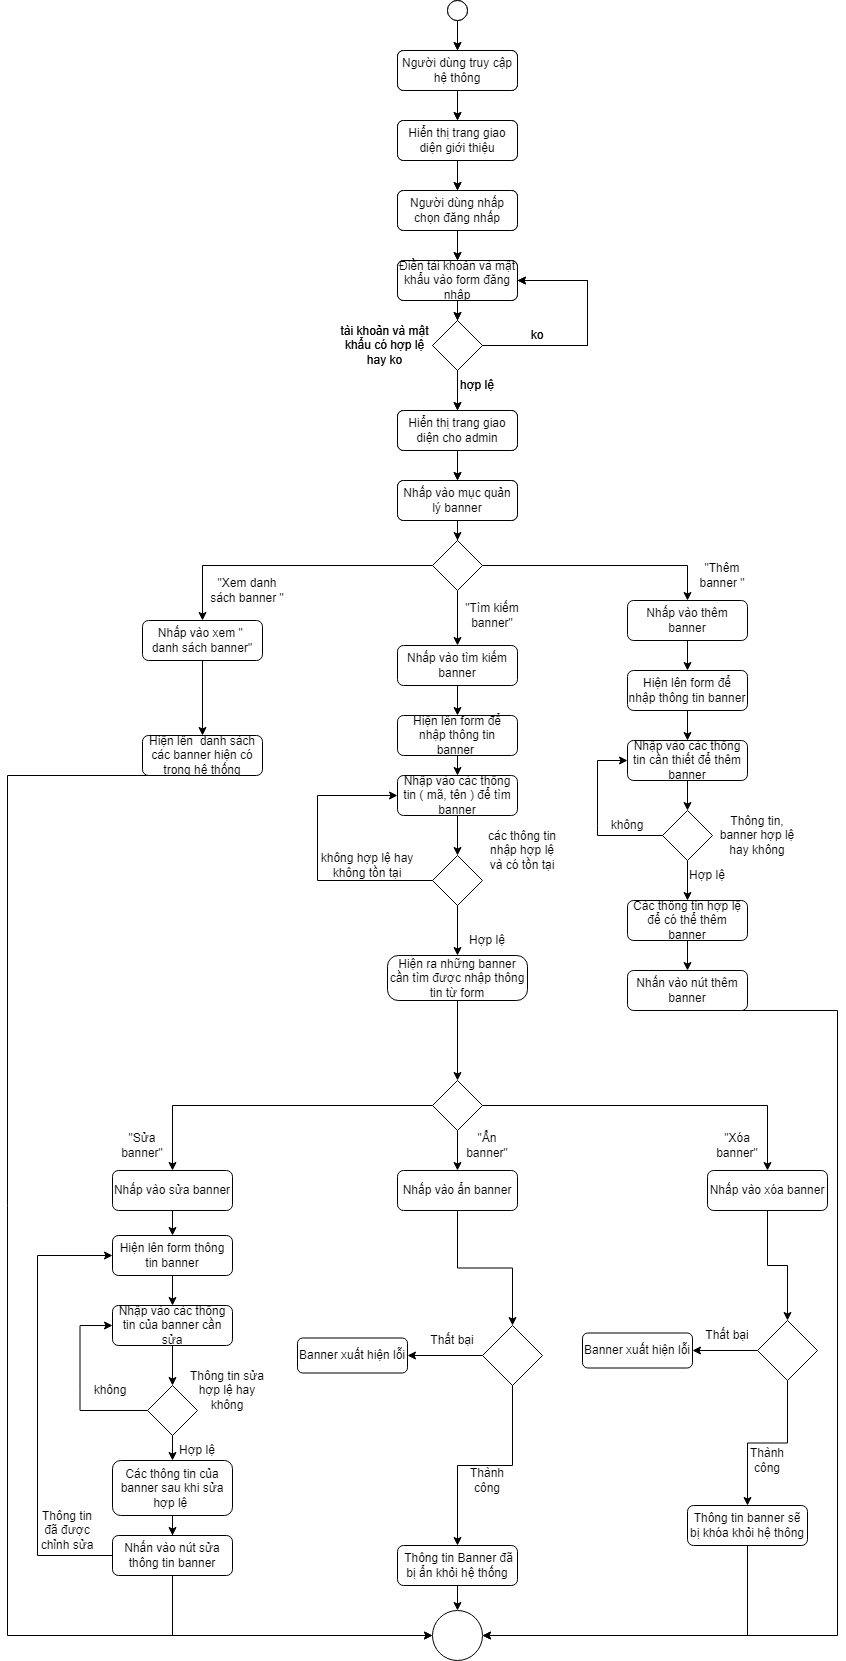 Người dùng truy cập
hệ thông
Hiển thị trang giao
diện giới thiệu
Người dùng nhấp
chọn đăng nhấp
Điền tái khoản và mật
khẩu vào form đăng
nhập
tải khoản và mật
khẩu có hợp lệ
hay ko
ko
hợp lệ
Hiển thị trang giao
diện cho admin
Nhấp vào mục quản
lý banner
"Xem danh
sách banner "
"Tìm kiếm
banner"
"Thêm
banner "
Nhấp vào xem "
danh sách banner"
Hiện lên  danh sách
các banner hiện có
trong hệ thống
Nhấp vào tìm kiếm
banner
Hiện lên form để
nhập thông tin
banner
Nhập vào các thông
tin ( mã, tên ) để tìm
banner
không hợp lệ hay
không tồn tại
các thông tin
nhập hợp lệ
và có tồn tại
Hợp lệ
Hiện ra những banner
cần tìm được nhập thông
tin từ form
Nhấp vào thêm
banner
Hiện lên form để
nhập thông tin banner
Nhập vào các thông
tin cần thiết để thêm
banner
không
Thông tin,
banner hợp lệ
hay không
Hợp lệ
Các thông tin hợp lệ
để có thể thêm
banner
Nhấn vào nút thêm
banner
"Sửa
banner"
"Ẩn
banner"
"Xóa
banner"
Nhấp vào sửa banner
Hiện lên form thông
tin banner
Nhập vào các thông
tin của banner cần
sửa
không
Thông tin sửa
hợp lệ hay
không
Hợp lệ
Các thông tin của
banner sau khi sửa
hợp lệ
Thông tin
đã được
chỉnh sửa
Nhấn vào nút sửa
thông tin banner
Nhấp vào ẩn banner
Thất bại
Banner xuất hiện lỗi
Thành
công
Thông tin Banner đã
bị ẩn khỏi hệ thống
Nhấp vào xóa banner
Thất bại
Banner xuất hiện lỗi
Thành
công
Thông tin banner sẽ
bị khóa khỏi hệ thông